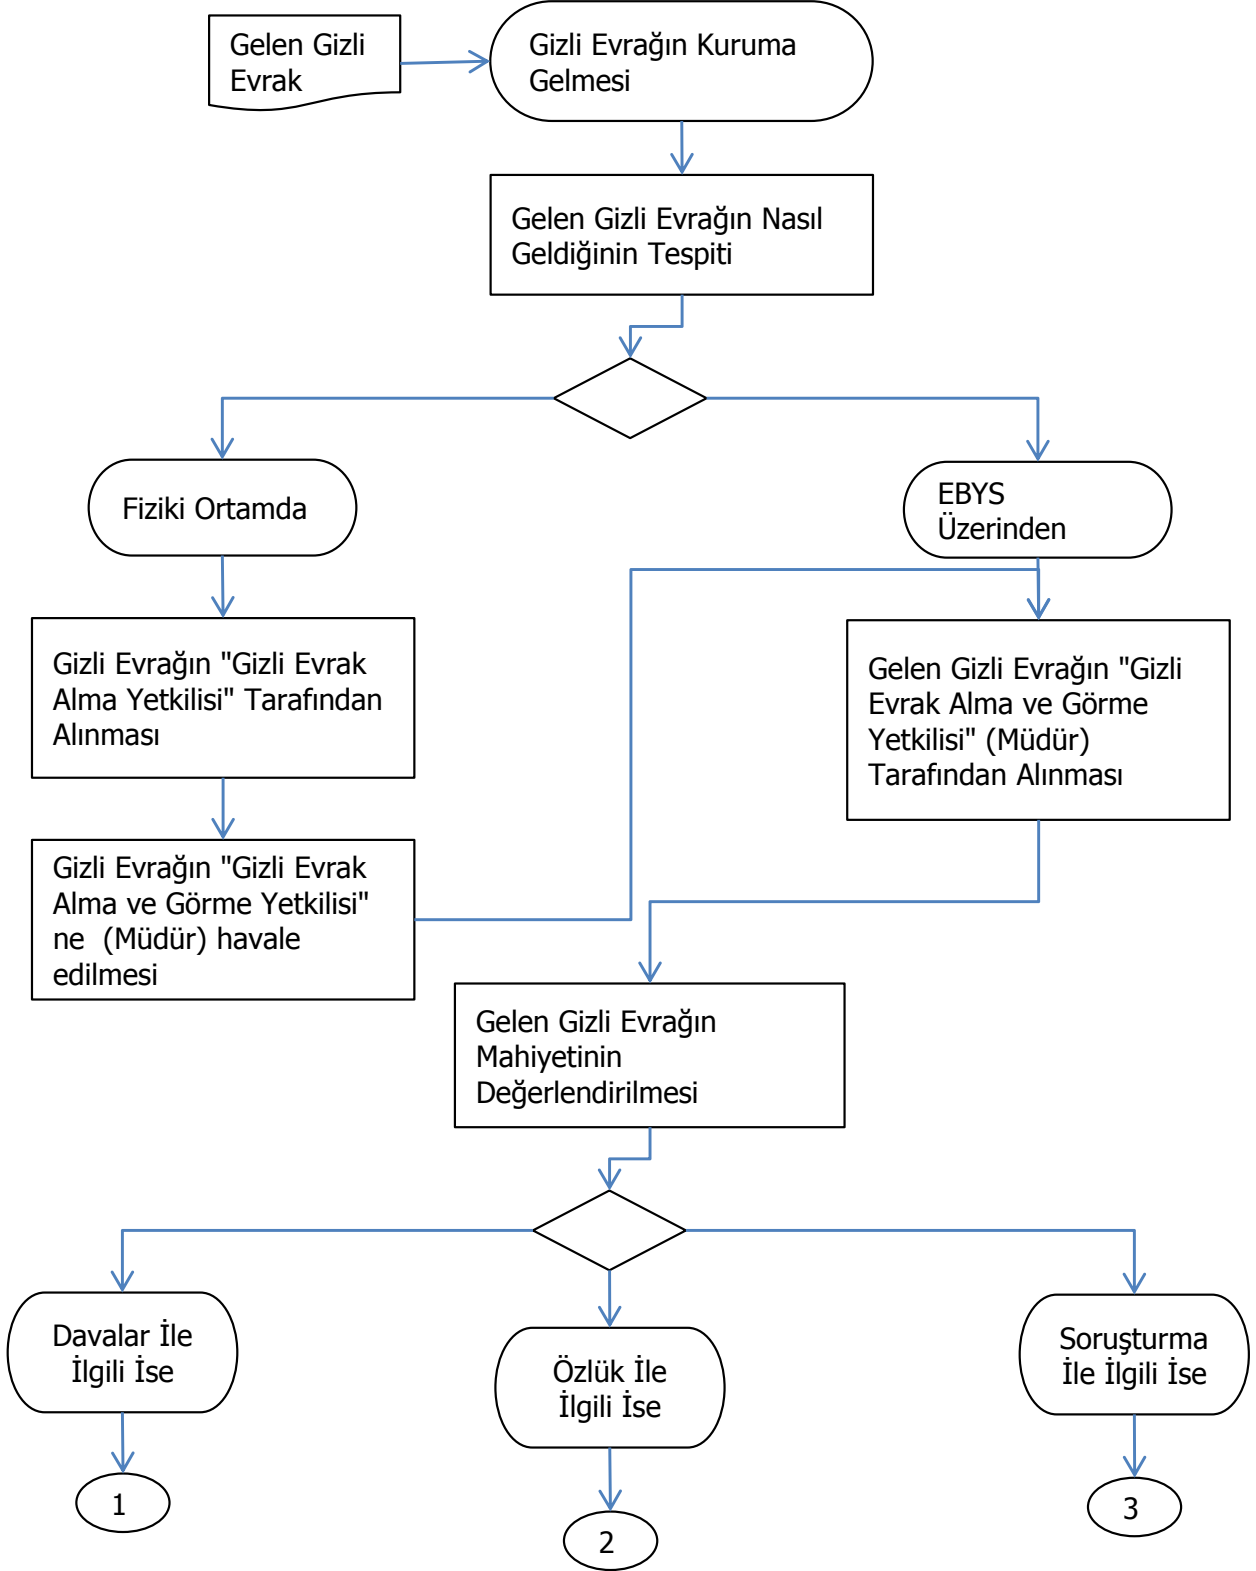 Gelen Gizli
Evrak
Gizli Evrağın Kuruma
Gelmesi
Gelen Gizli Evrağın Nasıl
Geldiğinin Tespiti
Fiziki Ortamda
EBYS
Üzerinden
Gizli Evrağın "Gizli Evrak
Alma Yetkilisi" Tarafından
Alınması
Gelen Gizli Evrağın "Gizli
Evrak Alma ve Görme
Yetkilisi" (Müdür)
Tarafından Alınması
Gizli Evrağın "Gizli Evrak
Alma ve Görme Yetkilisi"
ne  (Müdür) havale
edilmesi
Gelen Gizli Evrağın
Mahiyetinin
Değerlendirilmesi
Davalar İle
İlgili İse
Özlük İle
İlgili İse
Soruşturma
İle İlgili İse
1
2
3